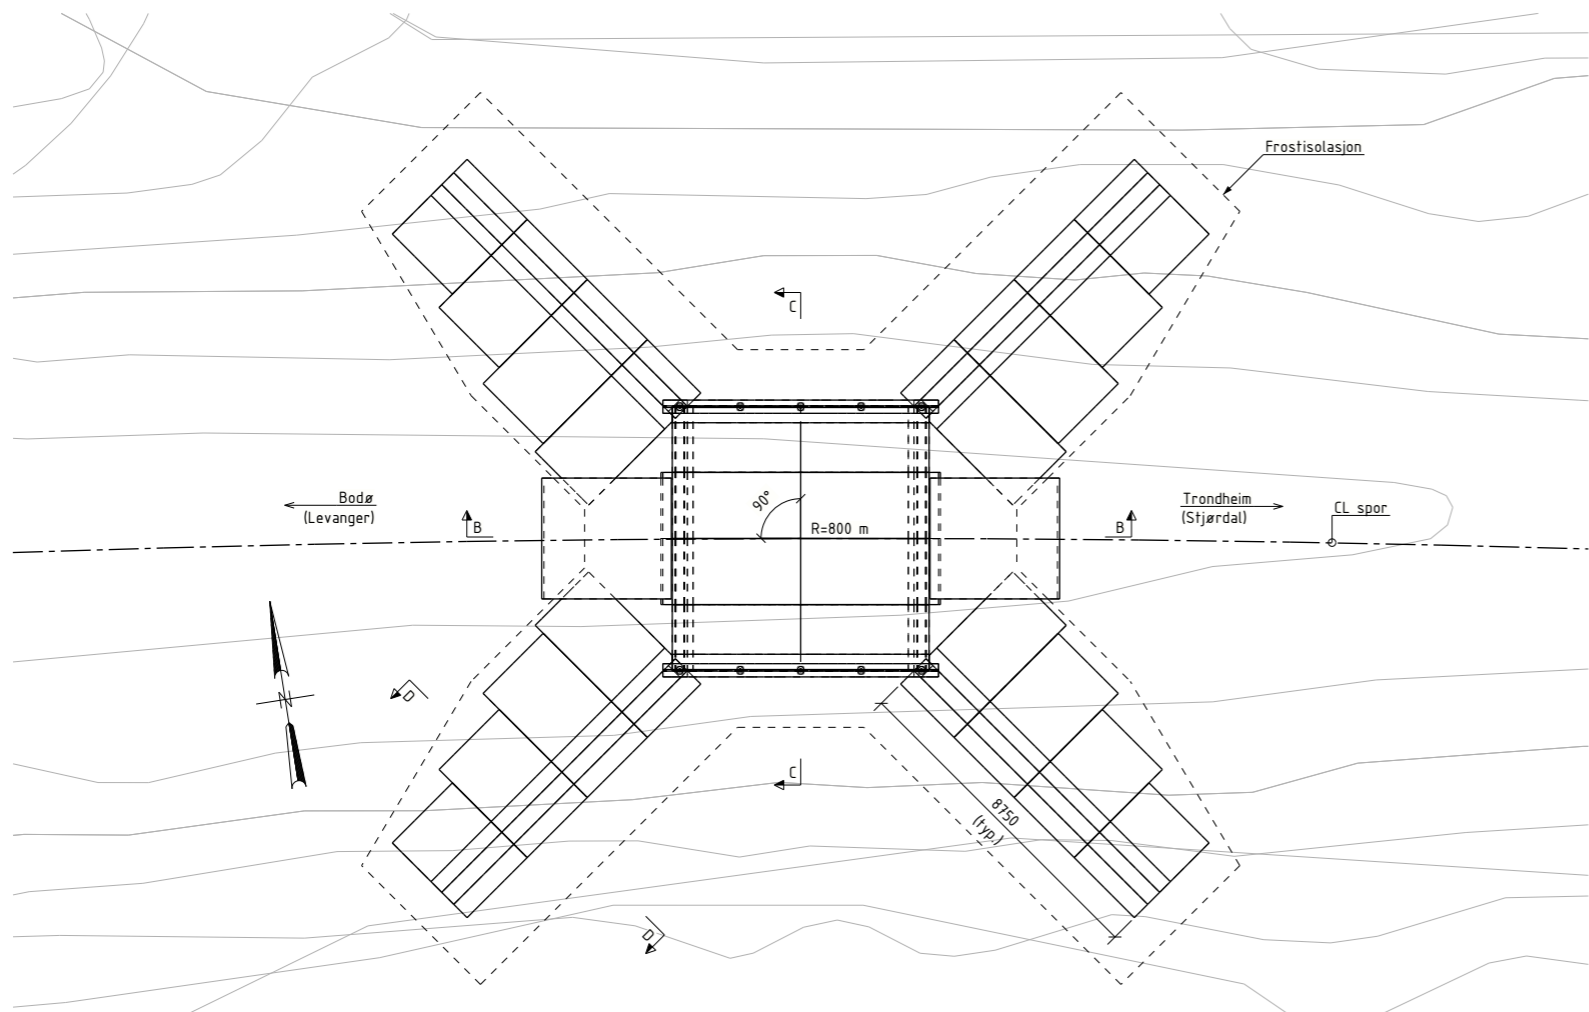 Frostisolasjon
C
Bodø
(Levanger)
B
90°
R=800 m
B
Trondheim
(Stjørdal)
CL spor
N
D
C
8750
(typ.)
D